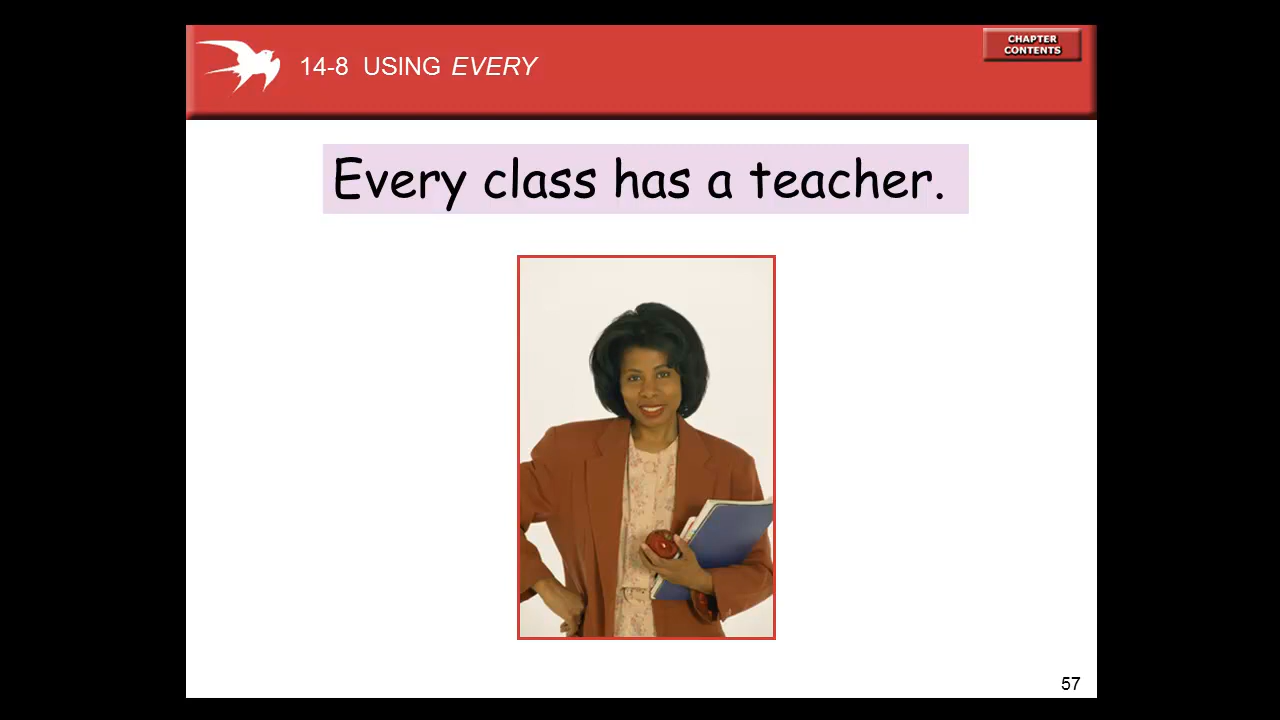 CHAPTER
CONTENTS
14-8 USING EVERY
Every class has a teacher.
57